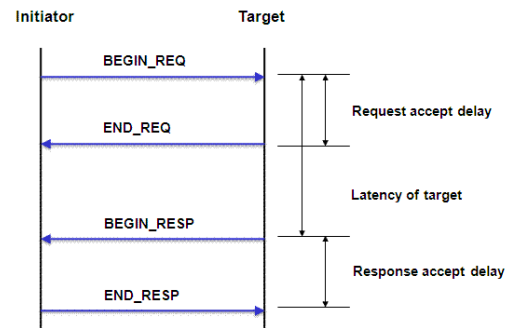 Initiator Target
BEGIN_REQ
Request accept delay
END_REQ
Latency of target
BEGIN_RESP
Response accept delay
END_RESP